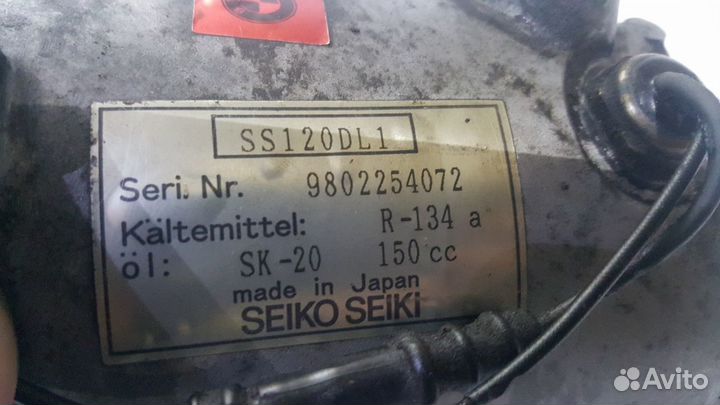 SS120DL1
Seri. Nr. 9802254072
Kältemittel: R-134 a
öl: SK-20 150 cc
made in Japan
SEIKO SEIKi
Avito